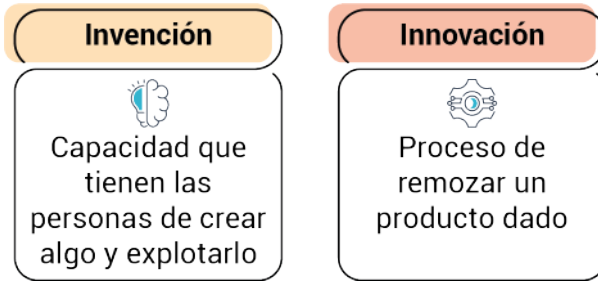 Invención
Capacidad que
tienen las
personas de crear
algo y explotarlo
Innovación
Proceso de
remozar un
producto dado